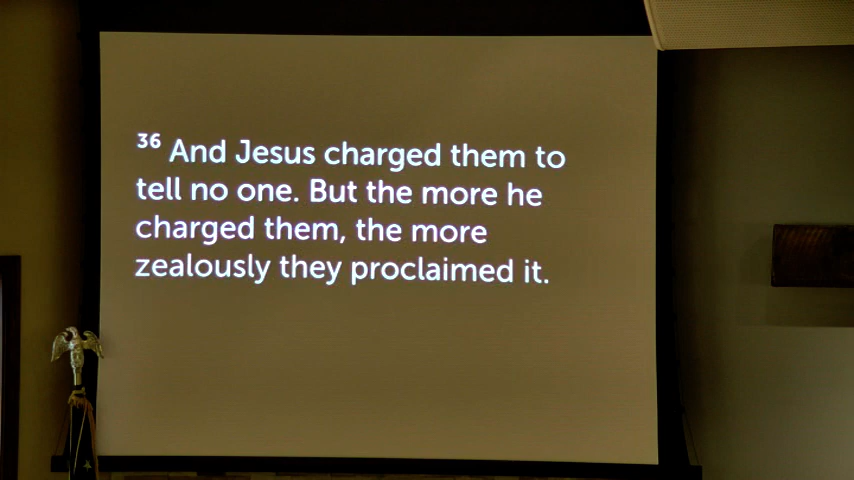 36 And Jesus charged them to
tell no one. But the more he
charged them, the more
zealously they proclaimed it.